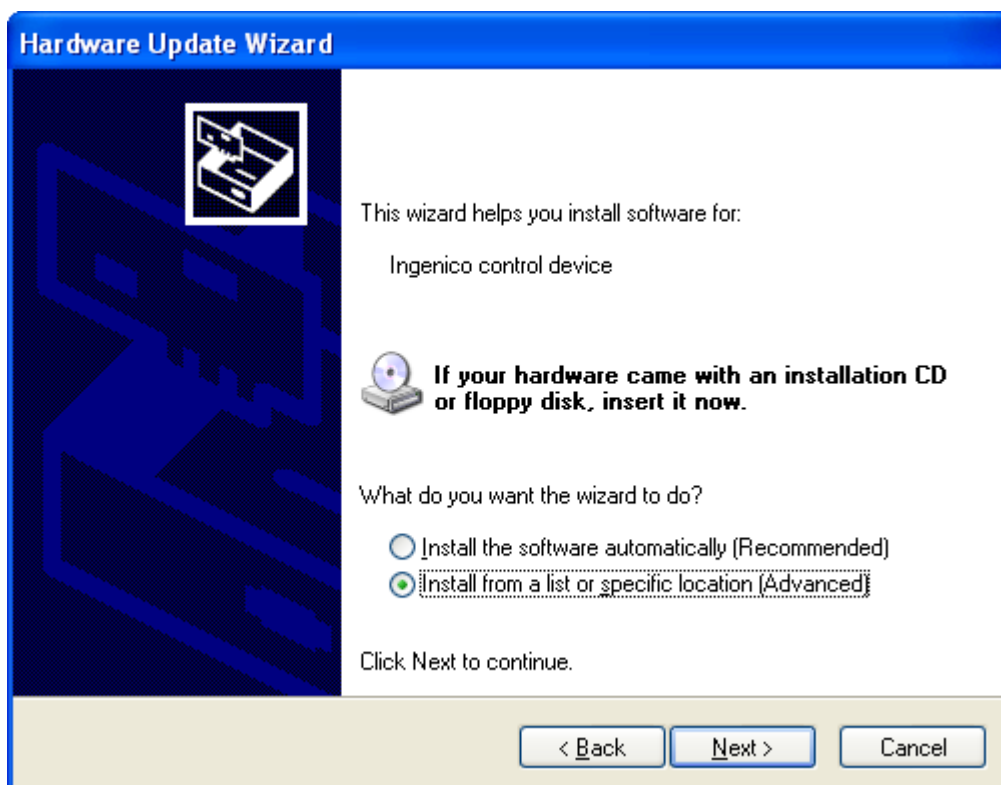 Hardware Update Wizard
This wizard helps you install software for:
Ingenico control device
If your hardware came with an installation CD
or floppy disk, insert it now.
What do you want the wizard to do?
Install the software automatically (Recommended)
Install from a list or specific location (Advanced)
Click Next to continue.
< Back Next > Cancel